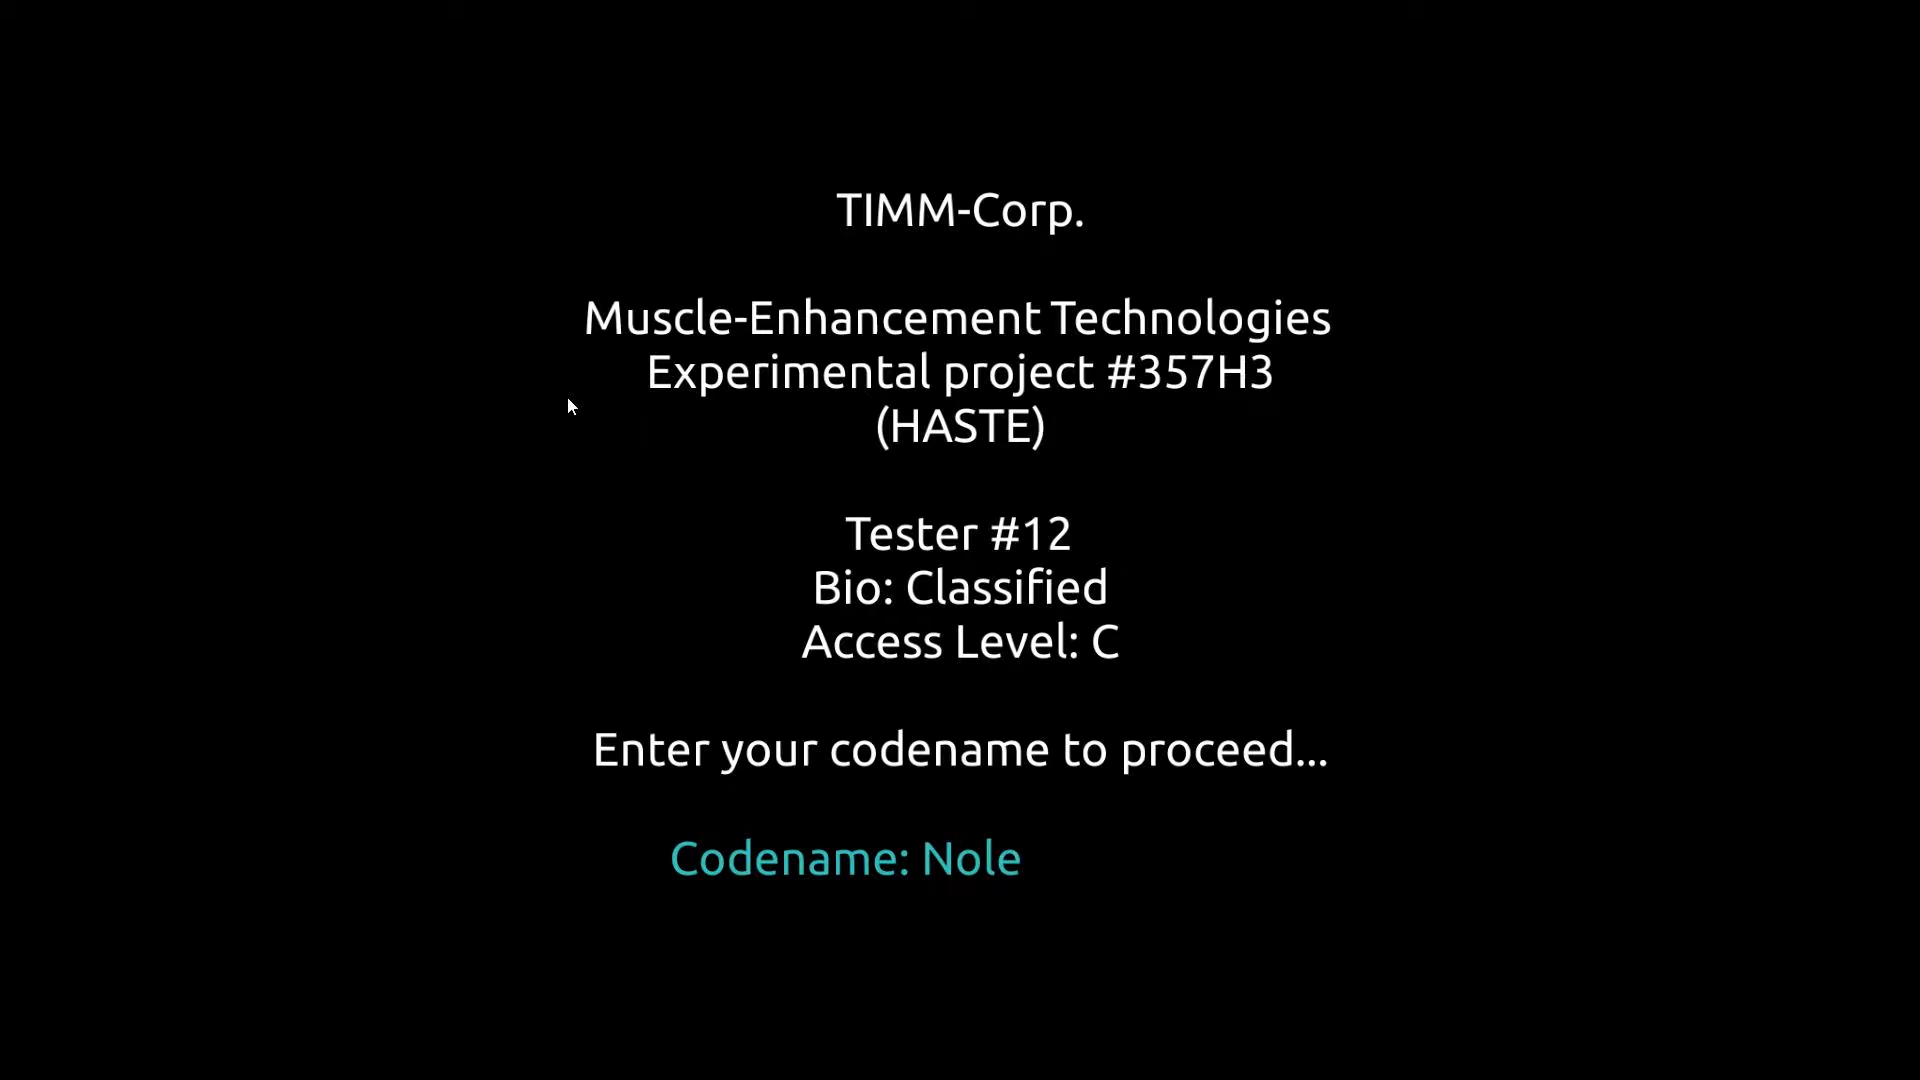 TIMM-Corp.
Muscle-Enhancement Technologies
Experimental project #357H3
(HASTE)
Tester #12
Bio: Classified
Access Level: C
Enter your codename to proceed...
Codename: Nole